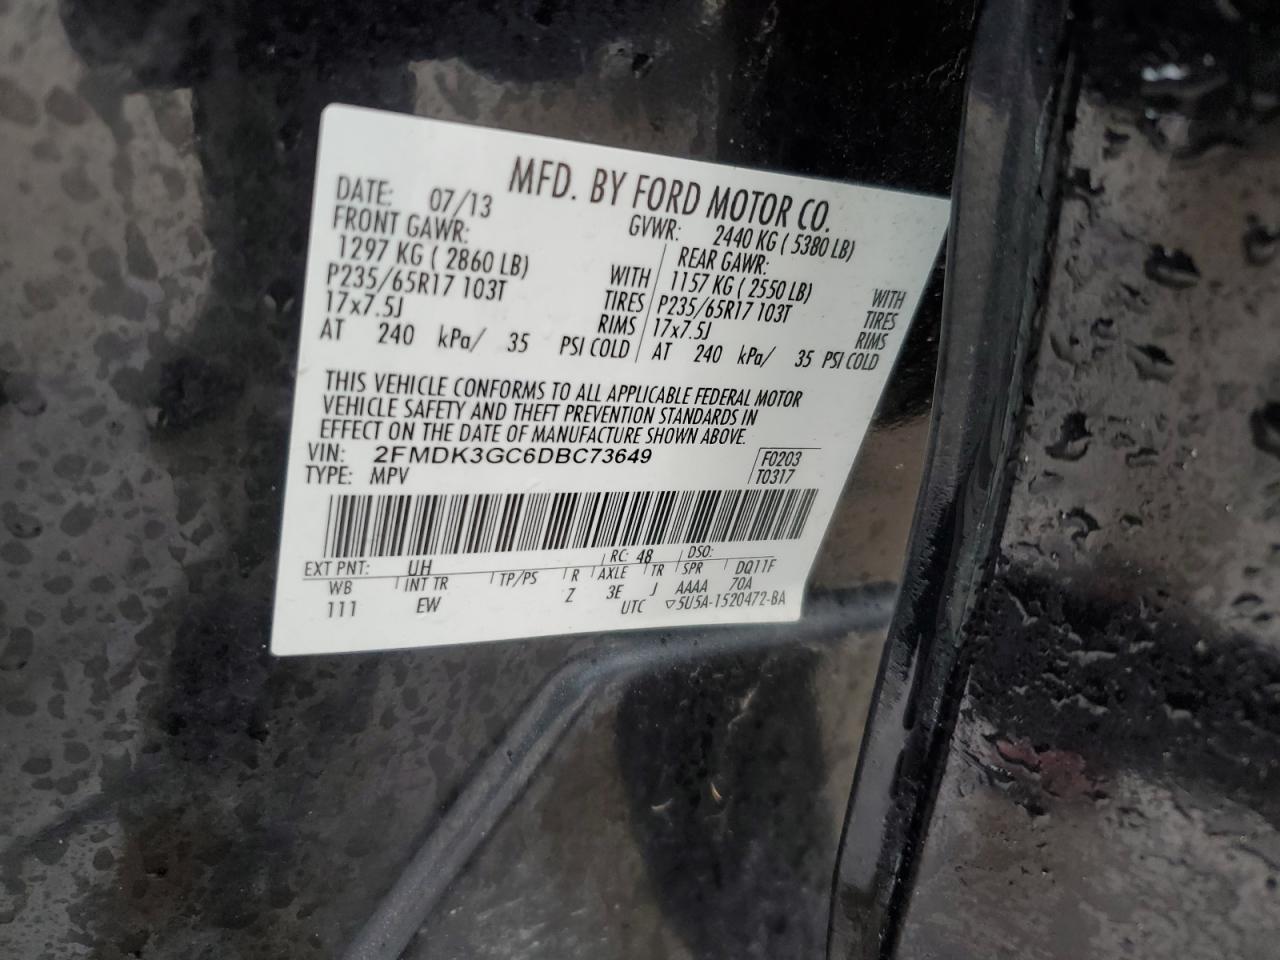 MFD. BY FORD MOTOR CO.
DATE: 07/13 GVWR: 2440 KG ( 5380 LB)
FRONT GAWR: REAR GAWR:
1297 KG ( 2860 LB) WITH 1157 KG ( 2550 LB) WITH
P235/65R17 103T TIRES P235/65R17 103T TIRES
17x7.5J RIMS 17x7.5J RIMS
AT 240 kPa/ 35 PSI COLD AT 240 kPa/ 35 PSI COLD
THIS VEHICLE CONFORMS TO ALL APPLICABLE FEDERAL MOTOR
VEHICLE SAFETY AND THEFT PREVENTION STANDARDS IN
EFFECT ON THE DATE OF MANUFACTURE SHOWN ABOVE.
VIN: 2FMDK3GC6DBC73649 F0203
TYPE: MPV T0317
EXT PNT: UH RC: 48 DSO:
WB INT TR TP/PS R AXLE TR SPR DQ11F
111 EW Z 3E J AAAA 70A
UTC ▽5U5A-1520472-BA